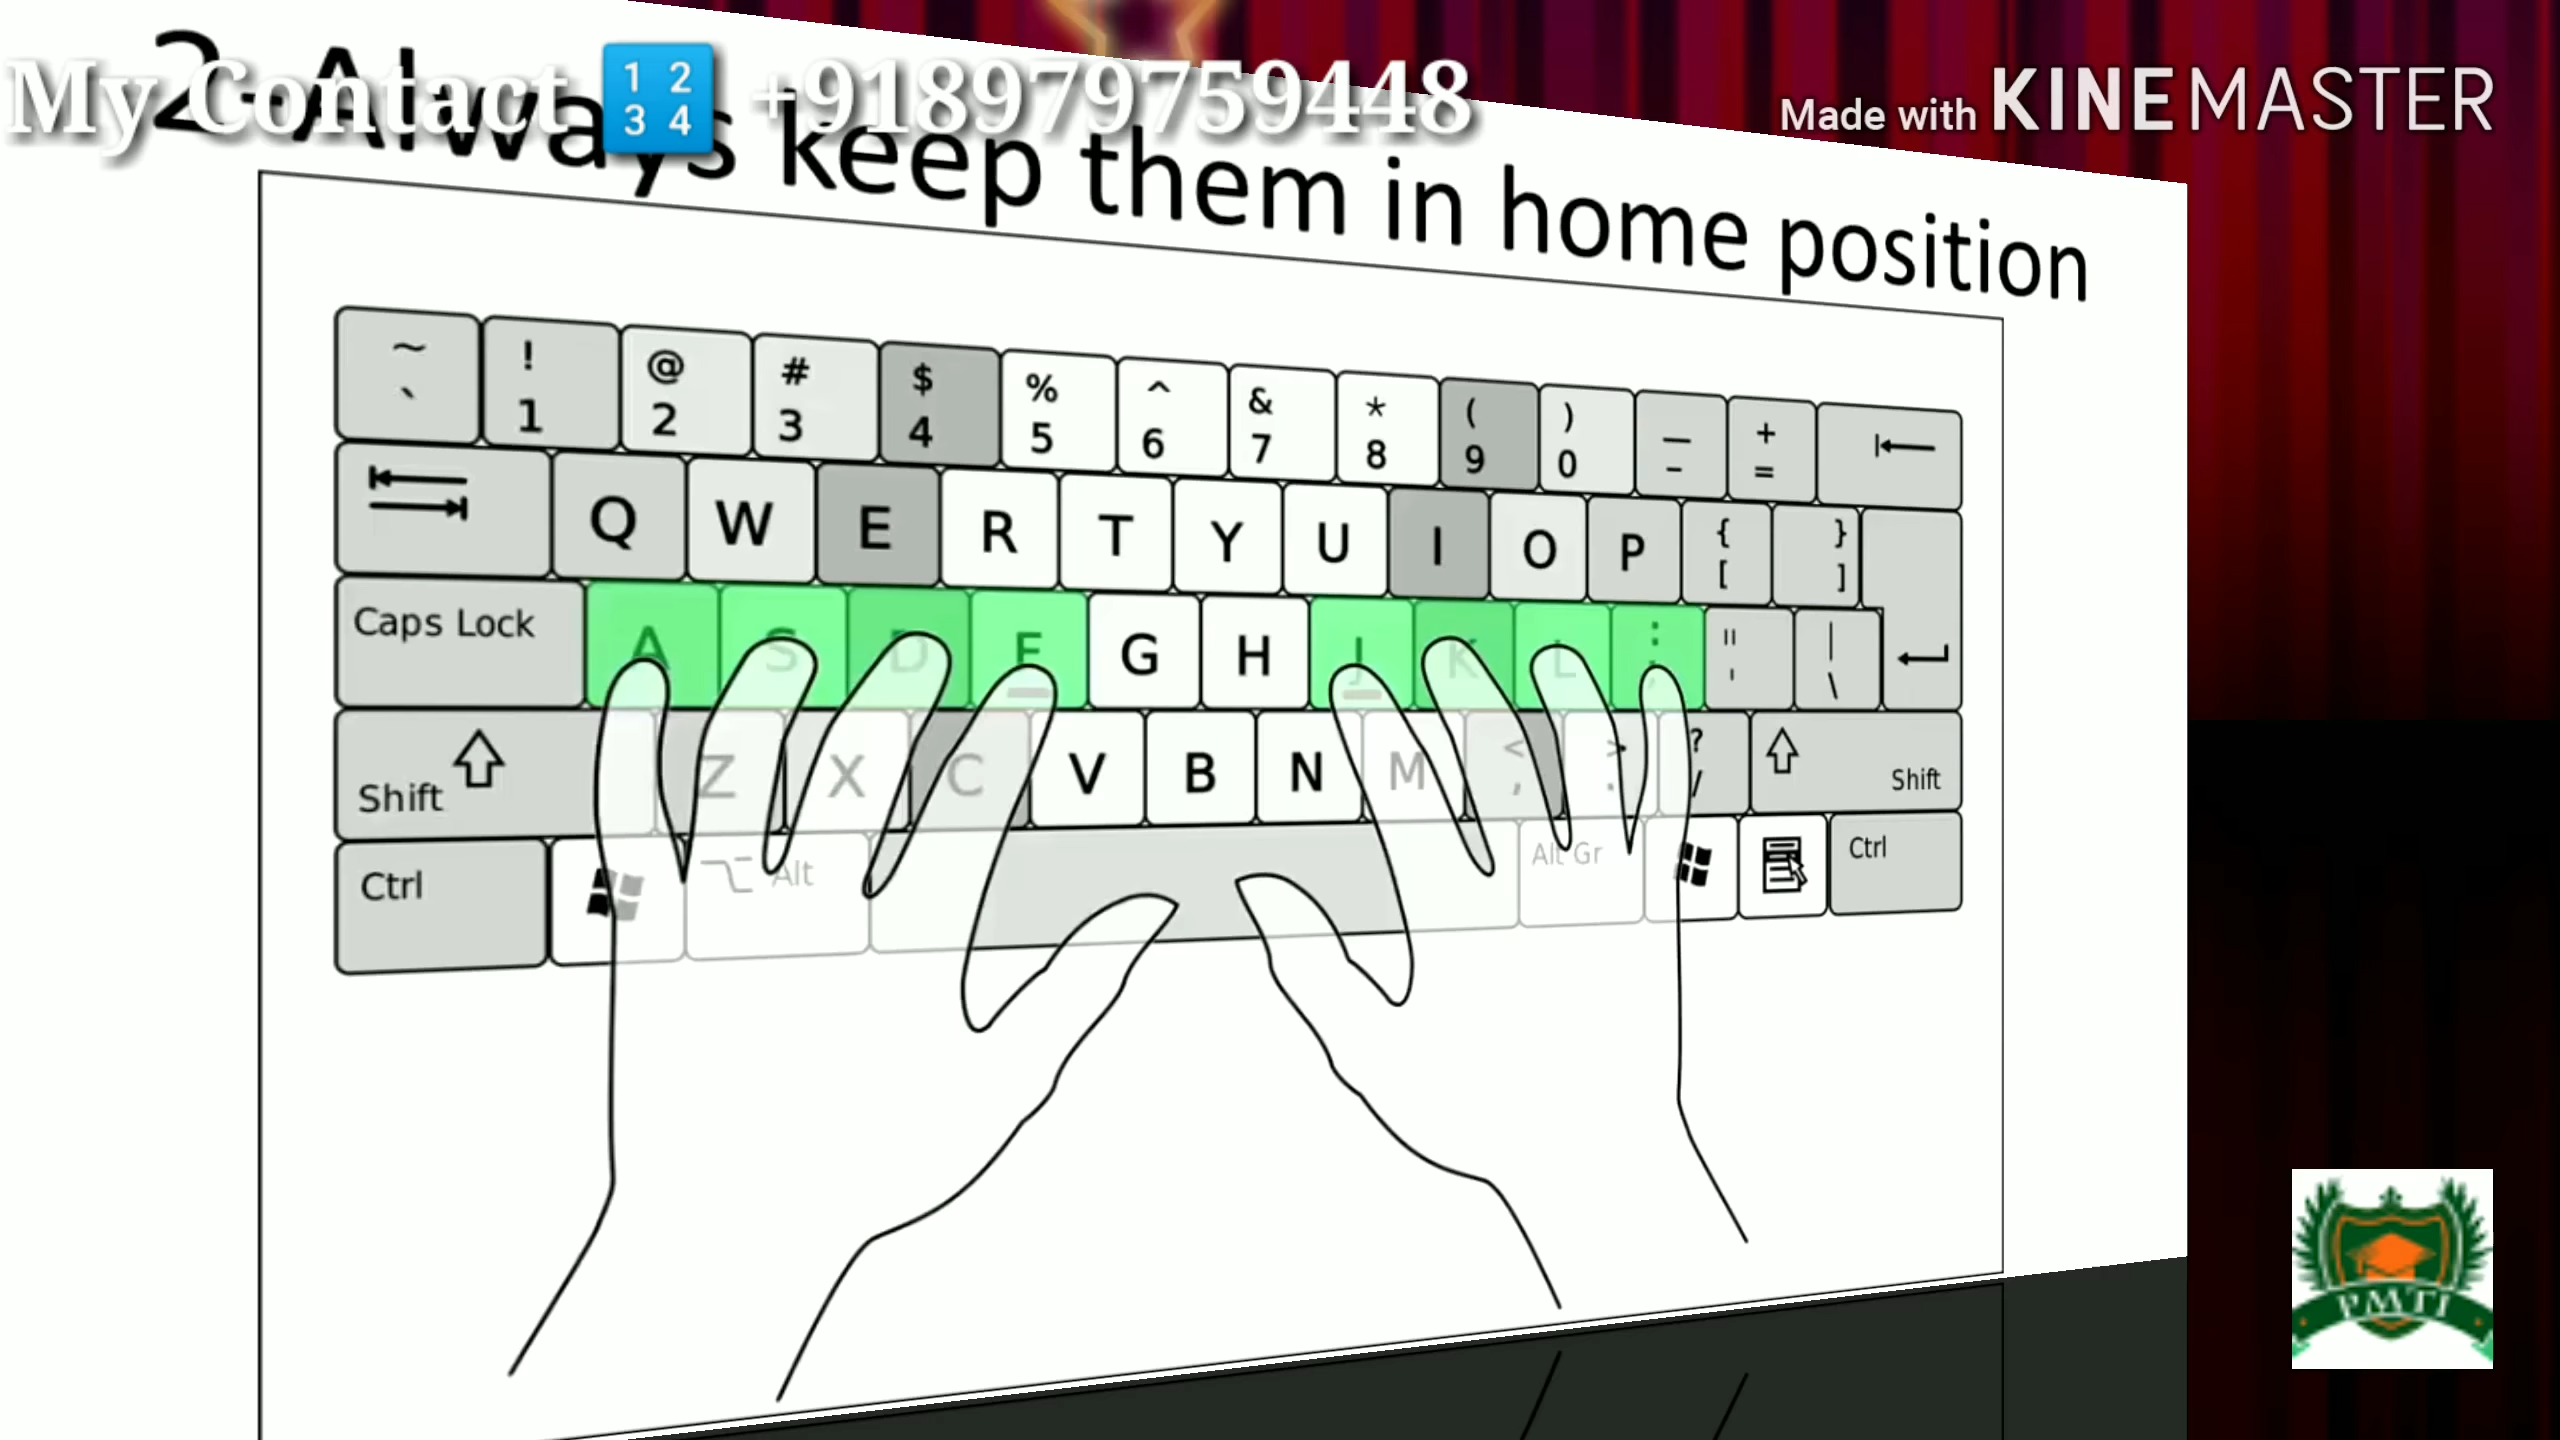 My Contact 🔢 +918979759448
Made with KINEMASTER
2-Always keep them in home position
~ ! @ # $ % ^ & * ( ) — +
` 1 2 3 4 5 6 7 8 9 0 - =
Q W E R T Y U I O P { [ } ]
Caps Lock A S D F G H J K L : ; " ' | \
Shift Z X C V B N M < , > . ? / Shift
Ctrl Alt Alt Gr Ctrl
PMTI